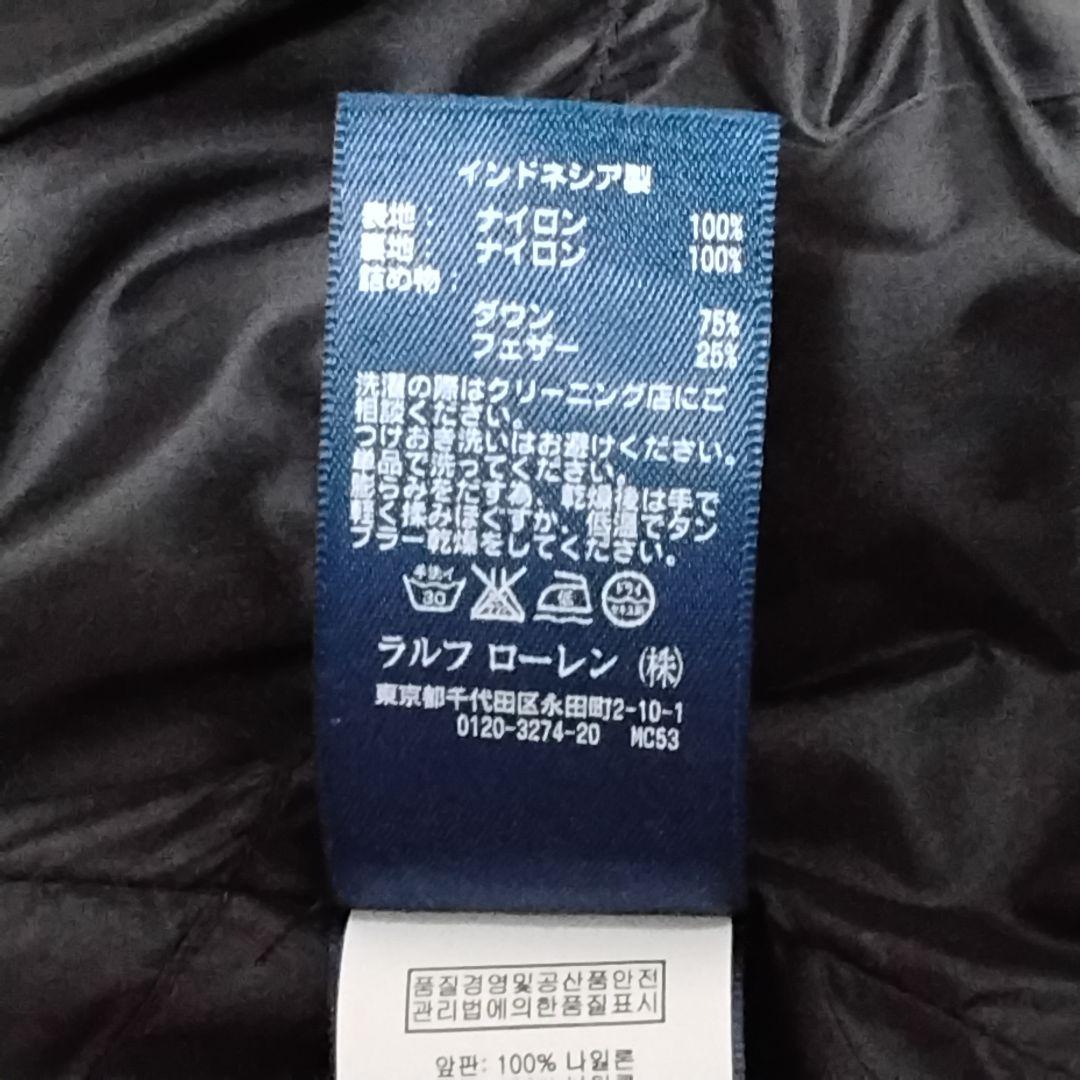 インドネシア製
表地： ナイロン 100%
裏地： ナイロン 100%
詰め物：
ダウン 75%
フェザー 25%
洗濯の際はクリーニング店にご
相談ください。
つけおき洗いはお避けください。
単品で洗ってください。
膨らみをだす為、乾燥後は手で
軽く揉みほぐすか、低温でタン
ブラー乾燥をしてください。
手洗イ 30 低 ドライ セキユ系
ラルフ ローレン (株)
東京都千代田区永田町2-10-1
0120-3274-20 MC53
품질경영및공산품안전
관리법에의한품질표시
앞판: 100% 나일론